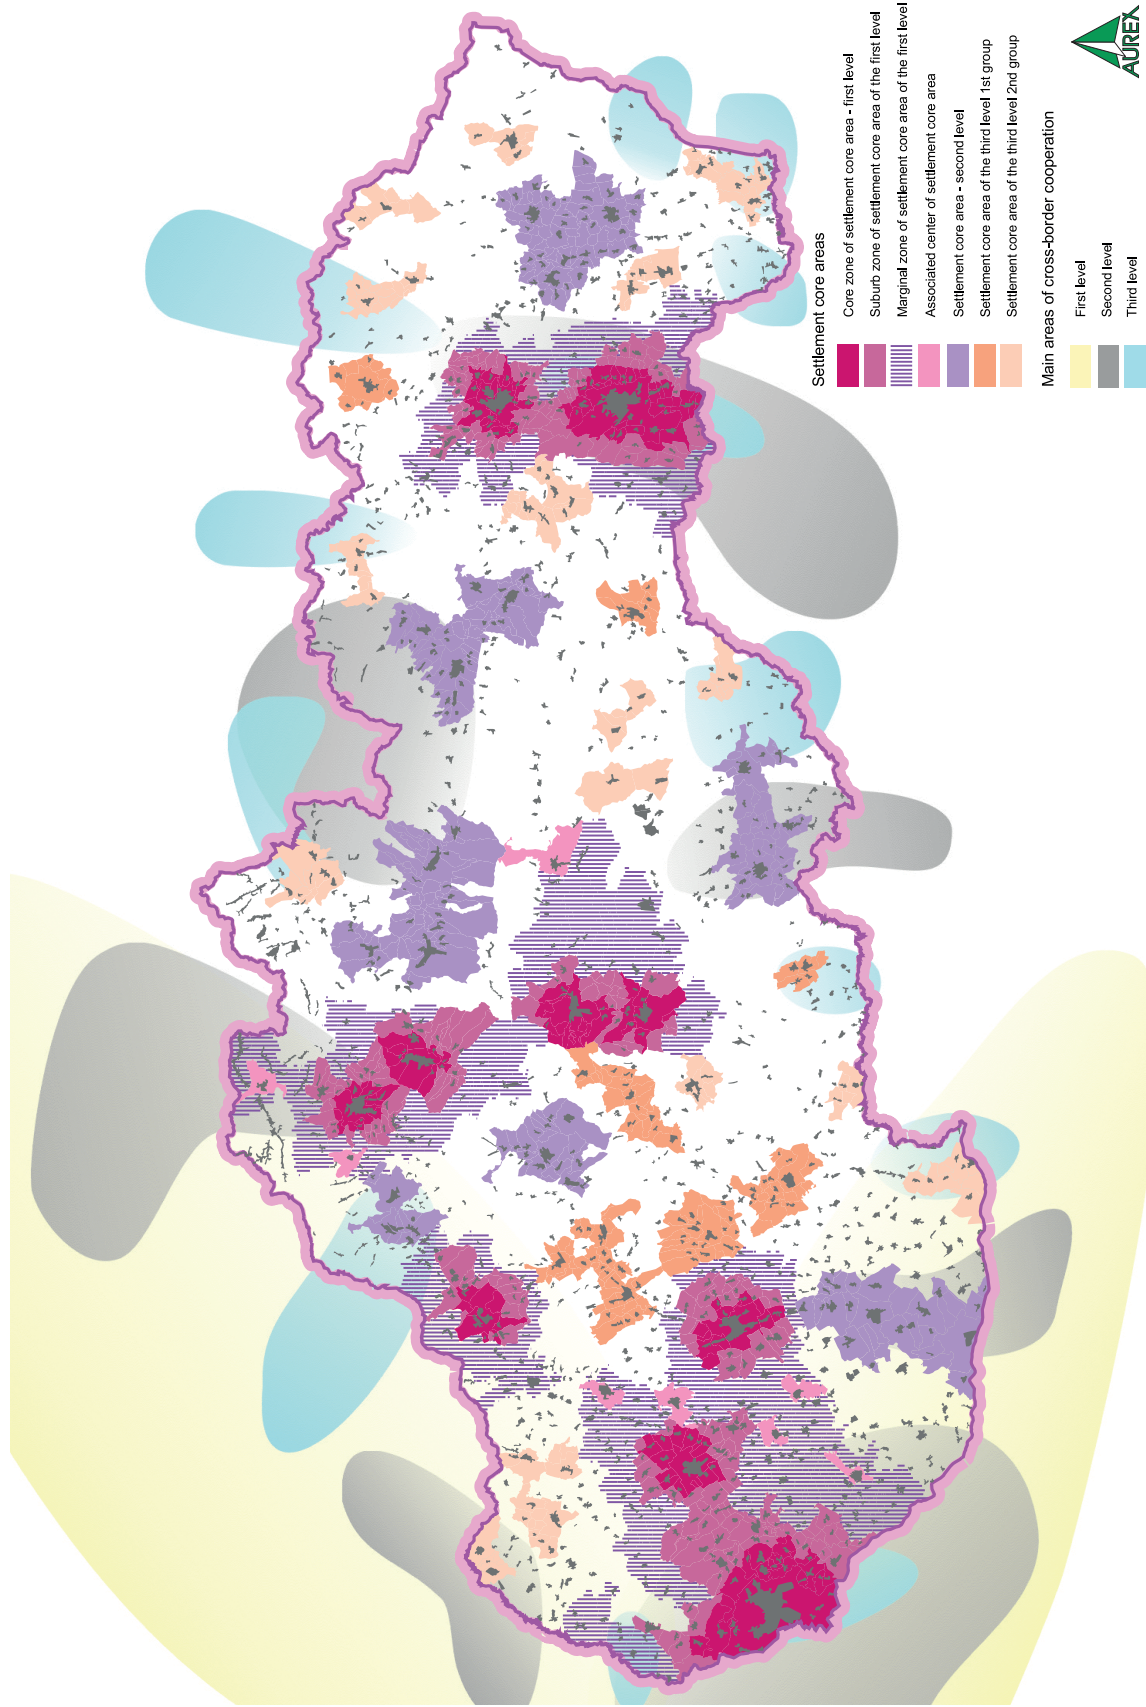 Settlement core areas
Core zone of settlement core area - first level
Suburb zone of settlement core area of the first level
Marginal zone of settlement core area of the first level
Associated center of settlement core area
Settlement core area - second level
Settlement core area of the third level 1st group
Settlement core area of the third level 2nd group
Main areas of cross-border cooperation
First level
Second level
Third level
AUREX